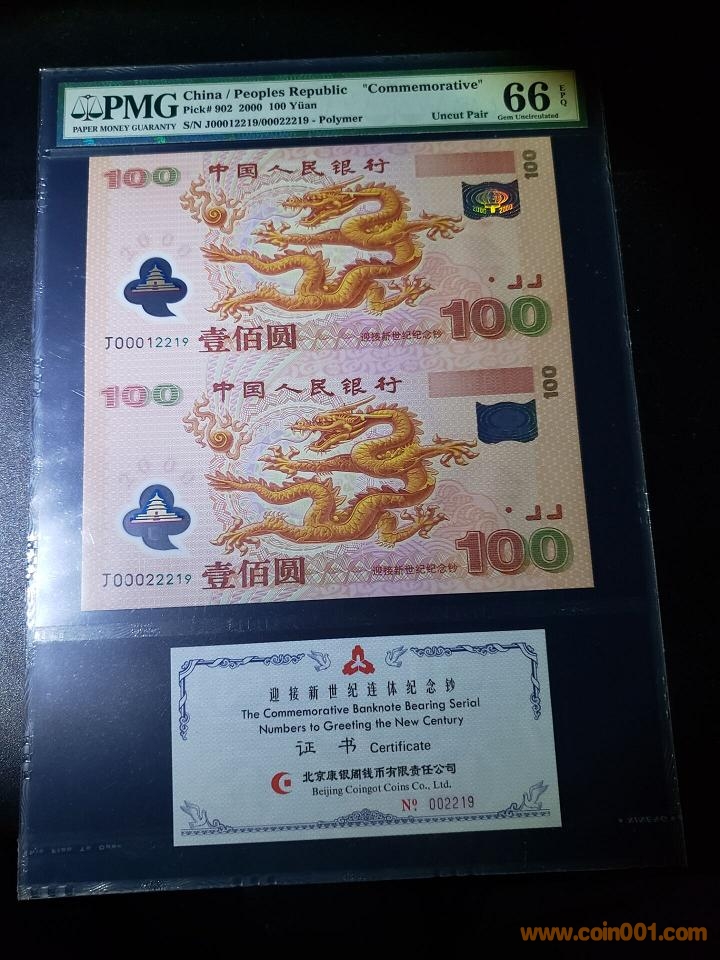 PMG
PAPER MONEY GUARANTY
China / Peoples Republic "Commemorative"
Pick# 902 2000 100 Yüan
S/N J00012219/00022219 - Polymer
Uncut Pair
66
EPQ
Gem Uncirculated
100
中国人民银行
100
2000 2000
2000
100
J00012219
壹佰圆
迎接新世纪纪念钞
100
中国人民银行
100
2000
100
J00022219
壹佰圆
迎接新世纪纪念钞
迎接新世纪连体纪念钞
The Commemorative Banknote Bearing Serial
Numbers to Greeting the New Century
证书 Certificate
北京康银阁钱币有限责任公司
Beijing Coingot Coins Co., Ltd.
Nº 002219
www.coin001.com